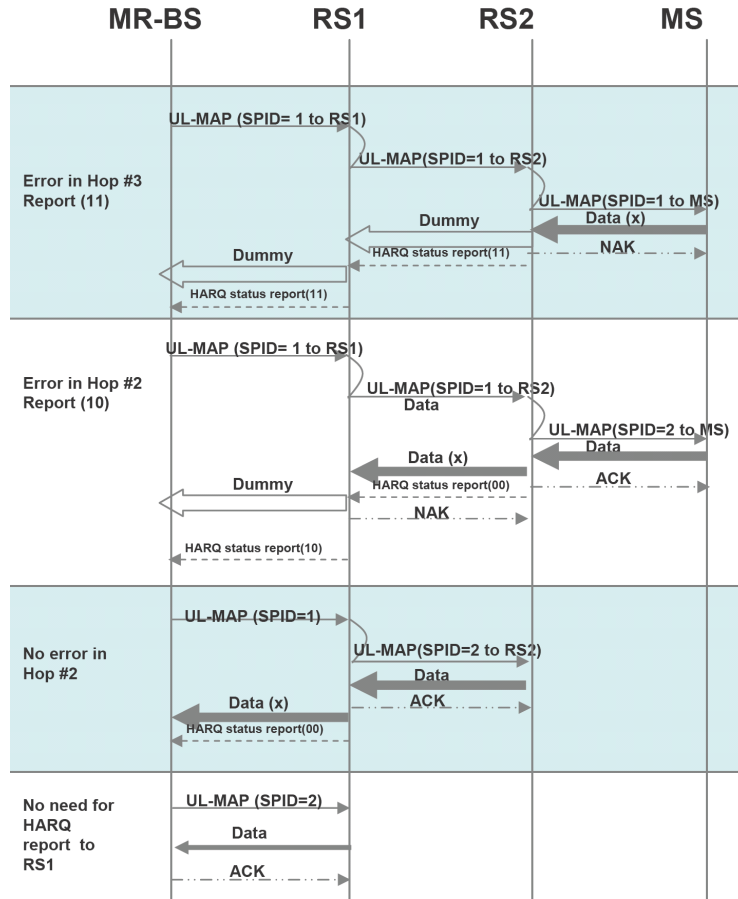 MR-BS RS1 RS2 MS
UL-MAP (SPID= 1 to RS1)
UL-MAP(SPID=1 to RS2)
Error in Hop #3
Report (11)
UL-MAP(SPID=1 to MS)
Dummy
Data (x)
HARQ status report(11)
NAK
Dummy
HARQ status report(11)
UL-MAP (SPID= 1 to RS1)
Error in Hop #2
Report (10)
UL-MAP(SPID=1 to RS2)
Data
UL-MAP(SPID=2 to MS)
Data
Data (x)
Dummy
HARQ status report(00)
ACK
NAK
HARQ status report(10)
UL-MAP (SPID=1)
No error in
Hop #2
UL-MAP(SPID=2 to RS2)
Data
Data (x)
ACK
HARQ status report(00)
No need for
HARQ
report to
RS1
UL-MAP (SPID=2)
Data
ACK